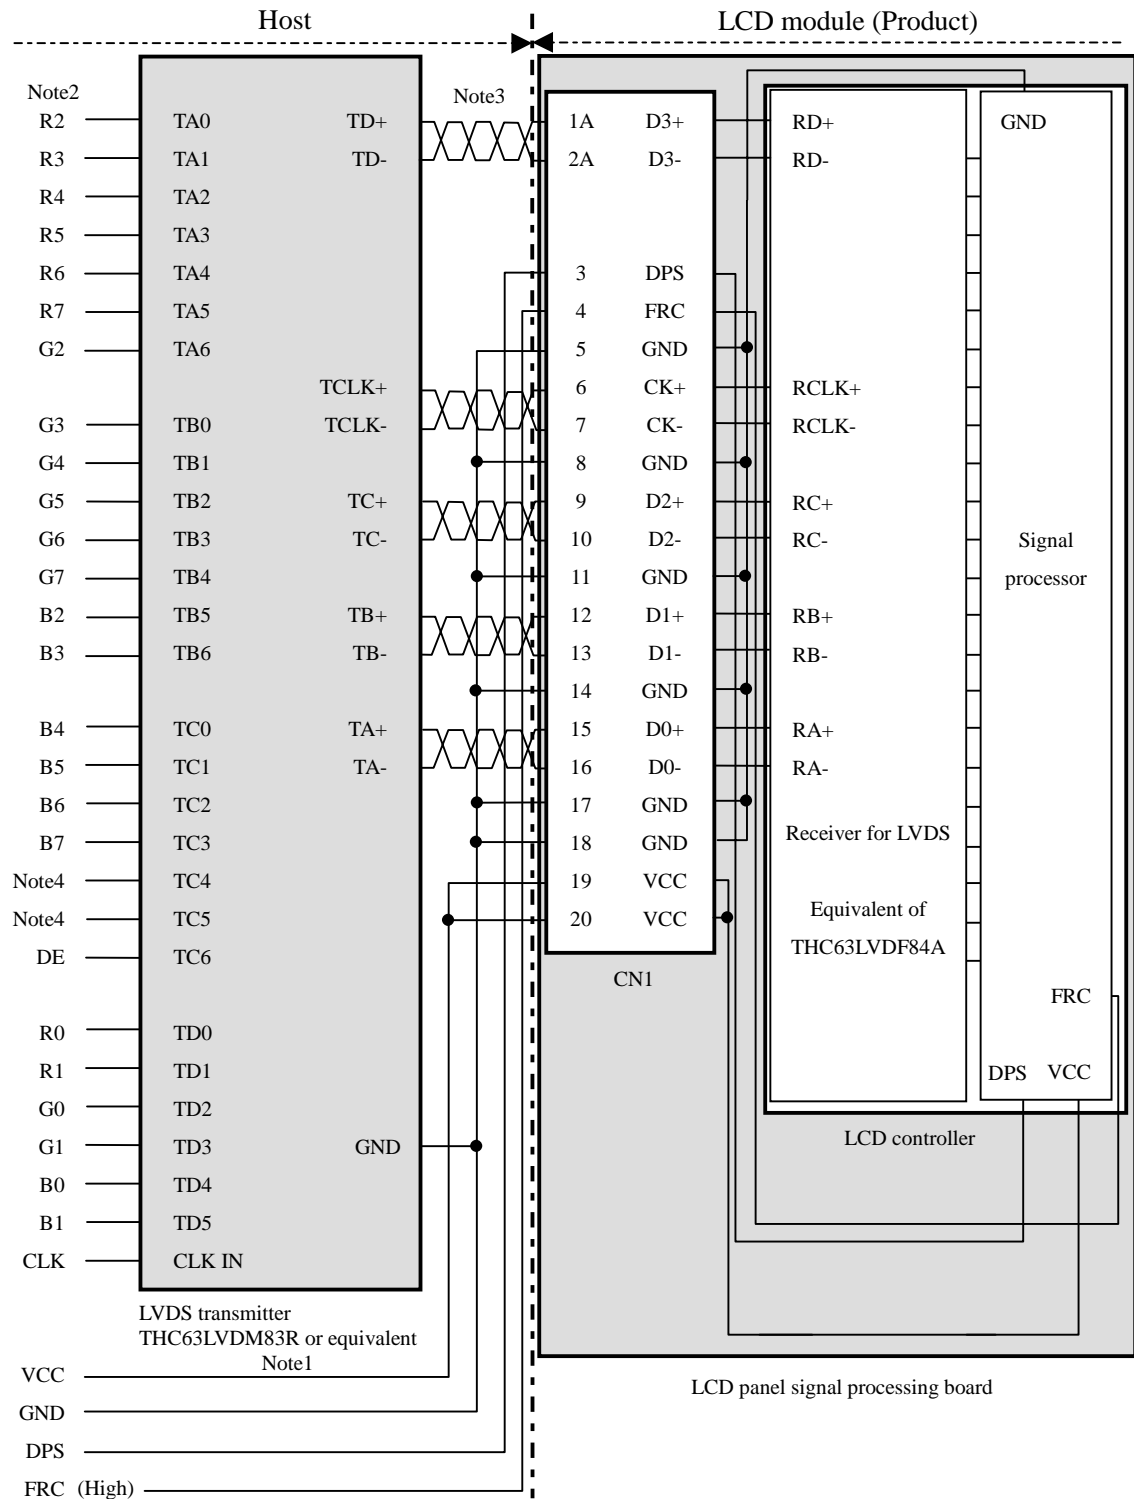 Host LCD module (Product)
Note2 Note3
R2 TA0 TD+ 1A D3+ RD+ GND
R3 TA1 TD- 2A D3- RD-
R4 TA2
R5 TA3
R6 TA4 3 DPS
R7 TA5 4 FRC
G2 TA6 5 GND
TCLK+ 6 CK+ RCLK+
G3 TB0 TCLK- 7 CK- RCLK-
G4 TB1 8 GND
G5 TB2 TC+ 9 D2+ RC+
G6 TB3 TC- 10 D2- RC- Signal
G7 TB4 11 GND processor
B2 TB5 TB+ 12 D1+ RB+
B3 TB6 TB- 13 D1- RB-
14 GND
B4 TC0 TA+ 15 D0+ RA+
B5 TC1 TA- 16 D0- RA-
B6 TC2 17 GND
B7 TC3 18 GND Receiver for LVDS
Note4 TC4 19 VCC
Note4 TC5 20 VCC Equivalent of
DE TC6 THC63LVDF84A
CN1
FRC
R0 TD0
R1 TD1 DPS VCC
G0 TD2
G1 TD3 GND LCD controller
B0 TD4
B1 TD5
CLK CLK IN
LVDS transmitter
THC63LVDM83R or equivalent
Note1
VCC
LCD panel signal processing board
GND
DPS
FRC (High)